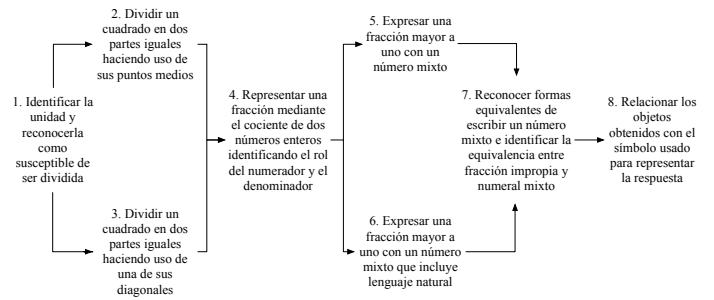 1. Identificar la
unidad y
reconocerla
como
susceptible de
ser dividida
2. Dividir un
cuadrado en dos
partes iguales
haciendo uso de
sus puntos medios
3. Dividir un
cuadrado en dos
partes iguales
haciendo uso de
una de sus
diagonales
4. Representar una
fracción mediante
el cociente de dos
números enteros
identificando el rol
del numerador y el
denominador
5. Expresar una
fracción mayor a
uno con un
número mixto
6. Expresar una
fracción mayor a
uno con un número
mixto que incluye
lenguaje natural
7. Reconocer formas
equivalentes de
escribir un número
mixto e identificar la
equivalencia entre
fracción impropia y
numeral mixto
8. Relacionar los
objetos
obtenidos con el
símbolo usado
para representar
la respuesta